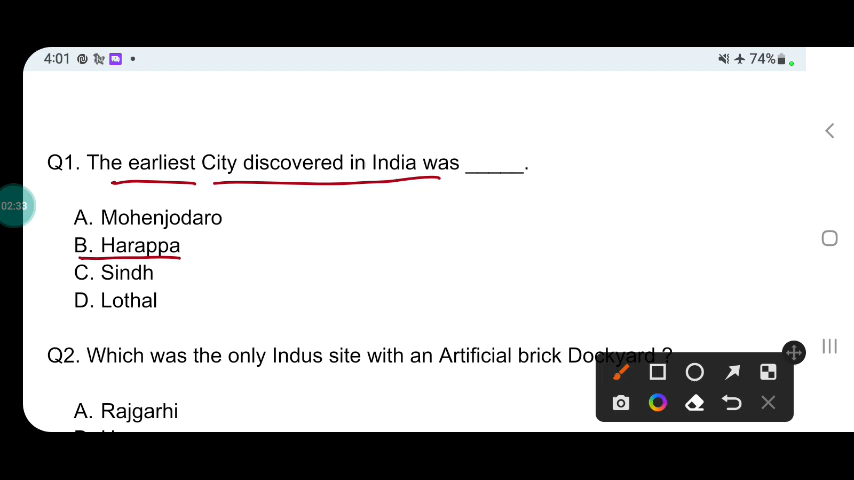 4:01
74%
Q1. The earliest City discovered in India was _____.
02:33
A. Mohenjodaro
B. Harappa
C. Sindh
D. Lothal
Q2. Which was the only Indus site with an Artificial brick Dockyard ?
A. Rajgarhi